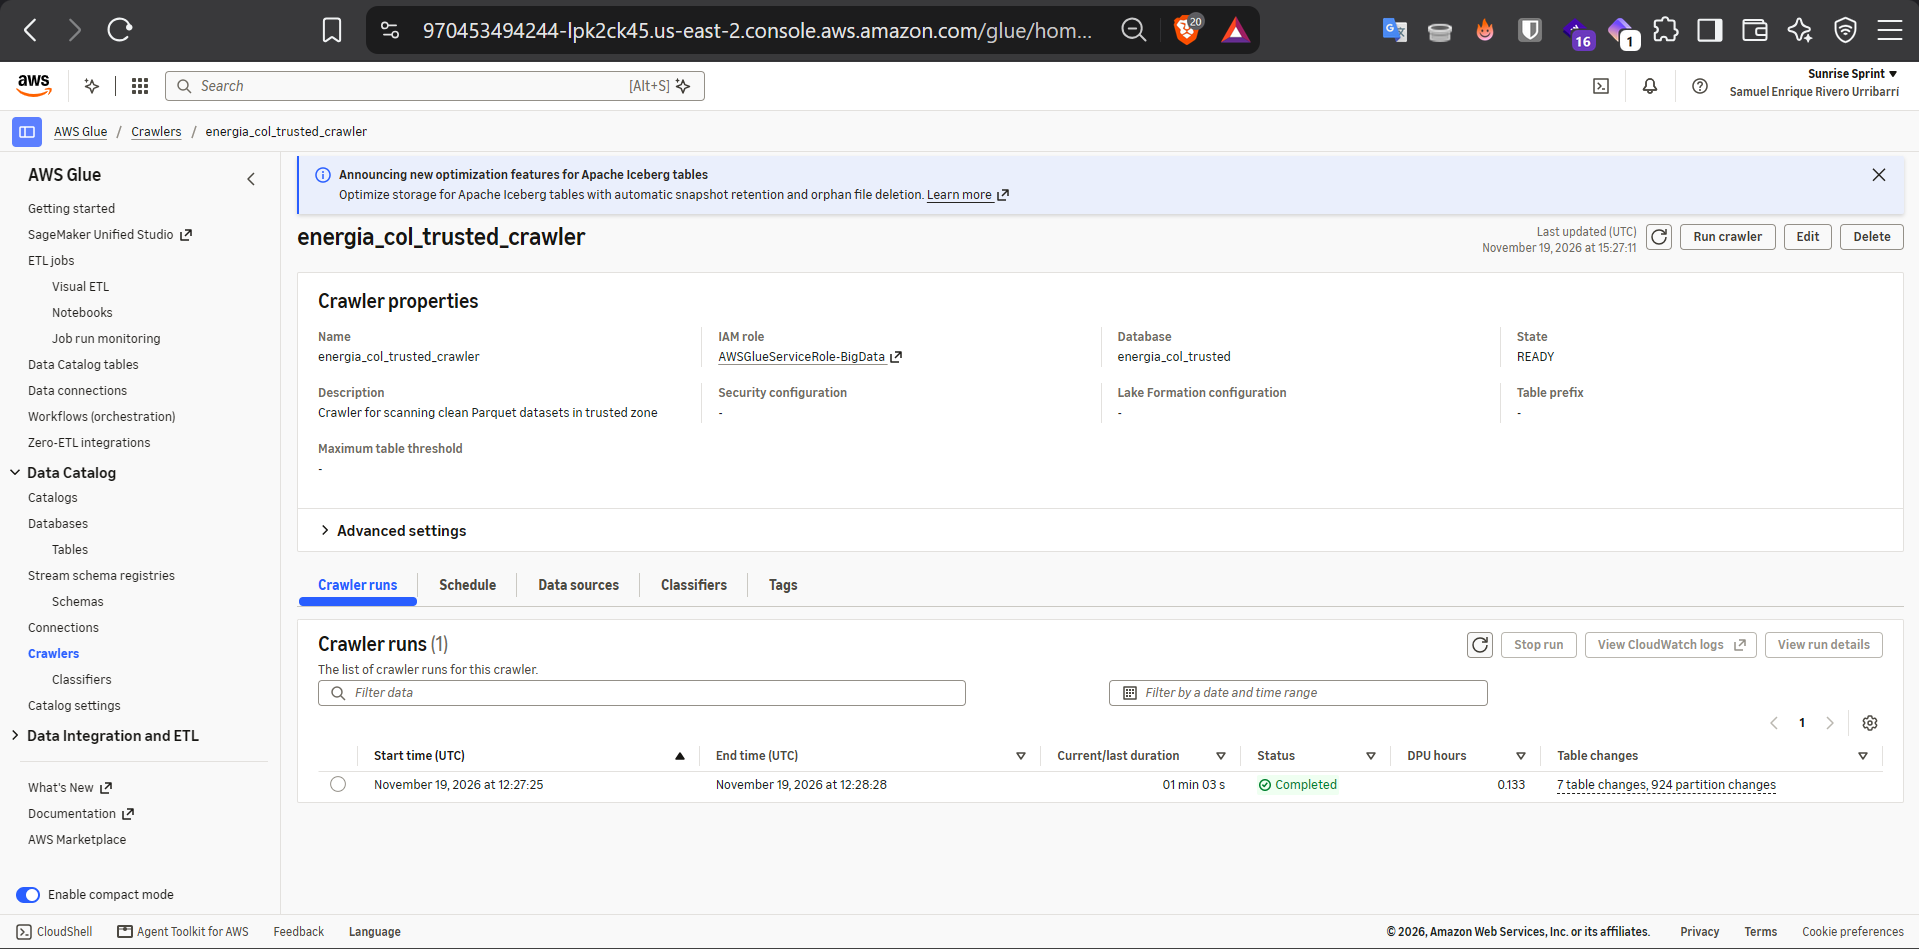 970453494244-lpk2ck45.us-east-2.console.aws.amazon.com/glue/hom...
20
16
1
aws
Search
[Alt+S]
Sunrise Sprint
Samuel Enrique Rivero Urribarrí
AWS Glue / Crawlers / energia_col_trusted_crawler
AWS Glue
Getting started
SageMaker Unified Studio
ETL jobs
Visual ETL
Notebooks
Job run monitoring
Data Catalog tables
Data connections
Workflows (orchestration)
Zero-ETL integrations
Data Catalog
Catalogs
Databases
Tables
Stream schema registries
Schemas
Connections
Crawlers
Classifiers
Catalog settings
Data Integration and ETL
What's New
Documentation
AWS Marketplace
Enable compact mode
Announcing new optimization features for Apache Iceberg tables
Optimize storage for Apache Iceberg tables with automatic snapshot retention and orphan file deletion. Learn more
energia_col_trusted_crawler
Last updated (UTC)
November 19, 2026 at 15:27:11
Run crawler
Edit
Delete
Crawler properties
Name
energia_col_trusted_crawler
IAM role
AWSGlueServiceRole-BigData
Database
energia_col_trusted
State
READY
Description
Crawler for scanning clean Parquet datasets in trusted zone
Security configuration
-
Lake Formation configuration
-
Table prefix
-
Maximum table threshold
-
Advanced settings
Crawler runs
Schedule
Data sources
Classifiers
Tags
Crawler runs (1)
The list of crawler runs for this crawler.
Stop run
View CloudWatch logs
View run details
Filter data
Filter by a date and time range
1
Start time (UTC) End time (UTC) Current/last duration Status DPU hours Table changes
November 19, 2026 at 12:27:25 November 19, 2026 at 12:28:28 01 min 03 s Completed 0.133 7 table changes, 924 partition changes
CloudShell
Agent Toolkit for AWS
Feedback
Language
© 2026, Amazon Web Services, Inc. or its affiliates.
Privacy
Terms
Cookie preferences